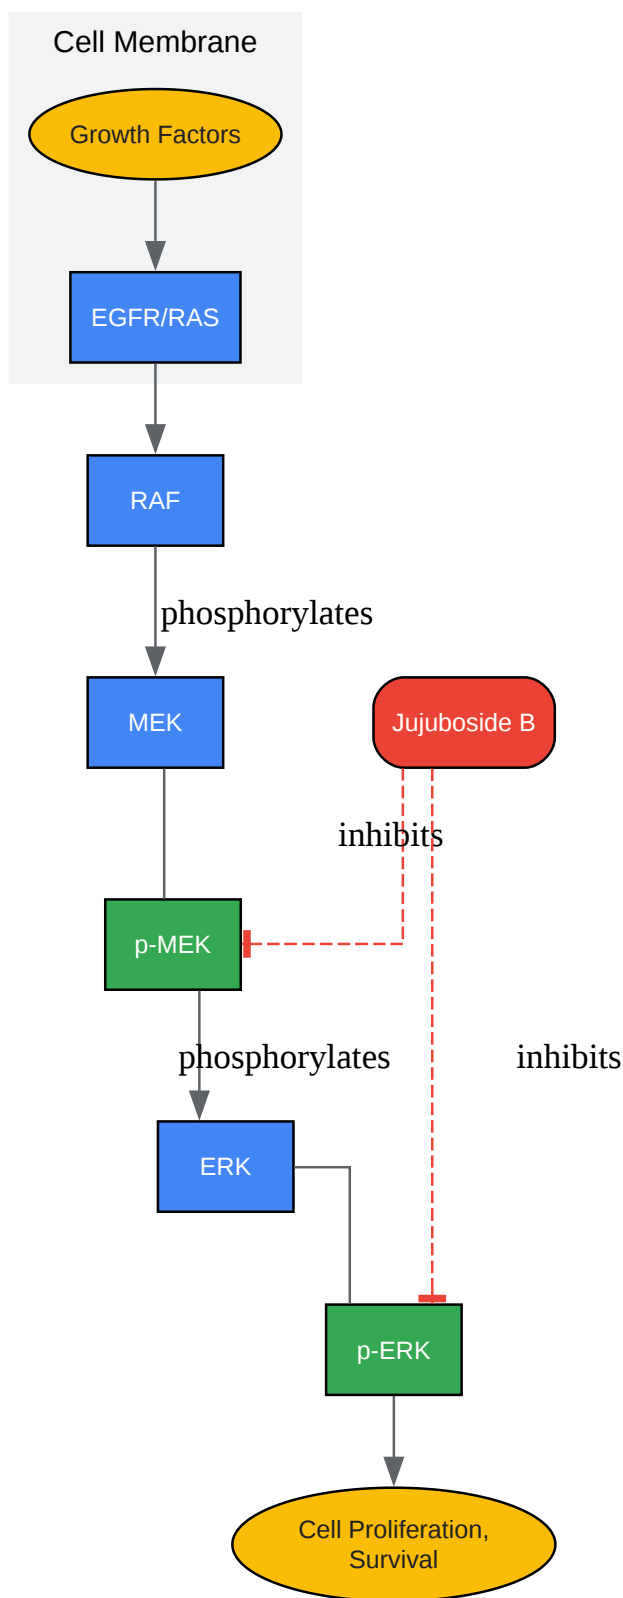 Cell Membrane
Growth Factors
EGFR/RAS
RAF
phosphorylates
MEK
Jujuboside B
inhibits
p-MEK
phosphorylates
inhibits
ERK
p-ERK
Cell Proliferation,
Survival